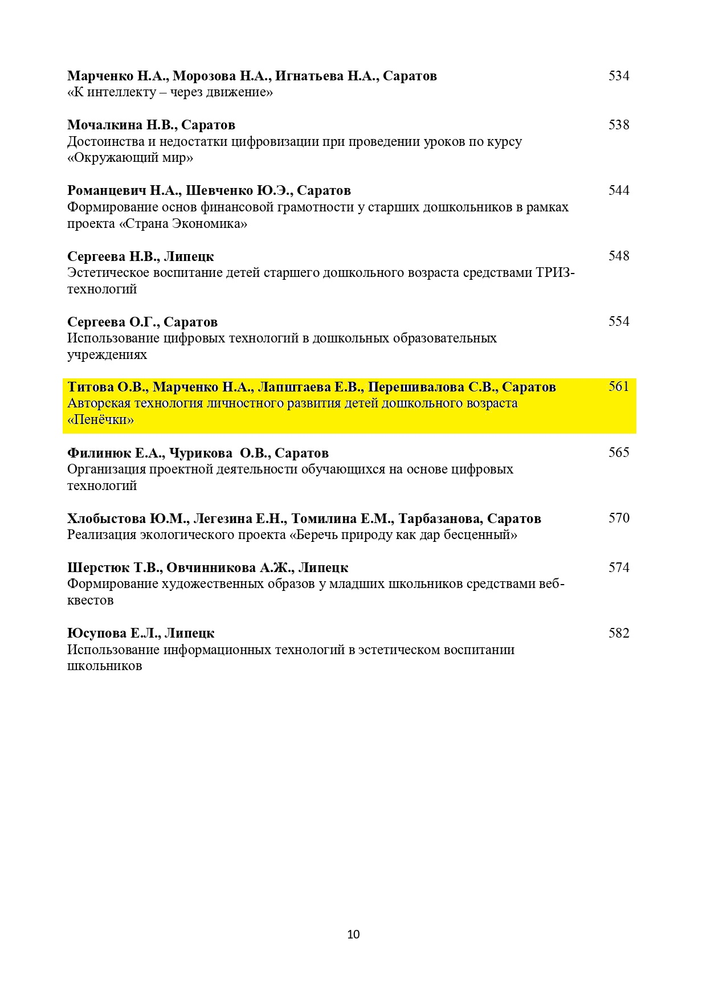 Марченко Н.А., Морозова Н.А., Игнатьева Н.А., Саратов 534
«К интеллекту – через движение»
Мочалкина Н.В., Саратов 538
Достоинства и недостатки цифровизации при проведении уроков по курсу
«Окружающий мир»
Романцевич Н.А., Шевченко Ю.Э., Саратов 544
Формирование основ финансовой грамотности у старших дошкольников в рамках
проекта «Страна Экономика»
Сергеева Н.В., Липецк 548
Эстетическое воспитание детей старшего дошкольного возраста средствами ТРИЗ-
технологий
Сергеева О.Г., Саратов 554
Использование цифровых технологий в дошкольных образовательных
учреждениях
Титова О.В., Марченко Н.А., Лапштаева Е.В., Перешивалова С.В., Саратов 561
Авторская технология личностного развития детей дошкольного возраста
«Пенёчки»
Филинюк Е.А., Чурикова О.В., Саратов 565
Организация проектной деятельности обучающихся на основе цифровых
технологий
Хлобыстова Ю.М., Легезина Е.Н., Томилина Е.М., Тарбазанова, Саратов 570
Реализация экологического проекта «Беречь природу как дар бесценный»
Шерстюк Т.В., Овчинникова А.Ж., Липецк 574
Формирование художественных образов у младших школьников средствами веб-
квестов
Юсупова Е.Л., Липецк 582
Использование информационных технологий в эстетическом воспитании
школьников
10